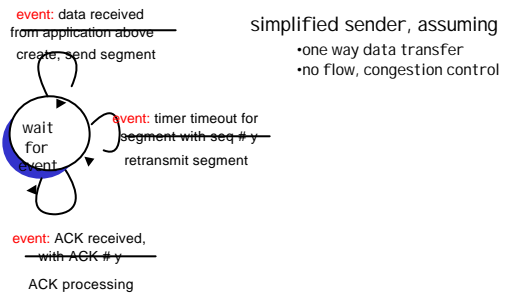 event: data received
from application above
create, send segment
simplified sender, assuming
•one way data transfer
•no flow, congestion control
wait
for
event
event: timer timeout for
segment with seq # y
retransmit segment
event: ACK received,
with ACK # y
ACK processing